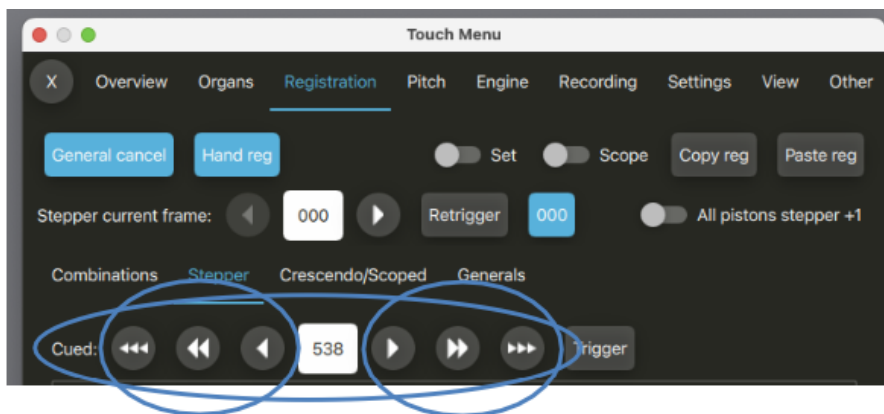 Touch Menu
X Overview Organs Registration Pitch Engine Recording Settings View Other
General cancel Hand reg Set Scope Copy reg Paste reg
Stepper current frame: 000 Retrigger 000 All pistons stepper +1
Combinations Stepper Crescendo/Scoped Generals
Cued: 538 Trigger